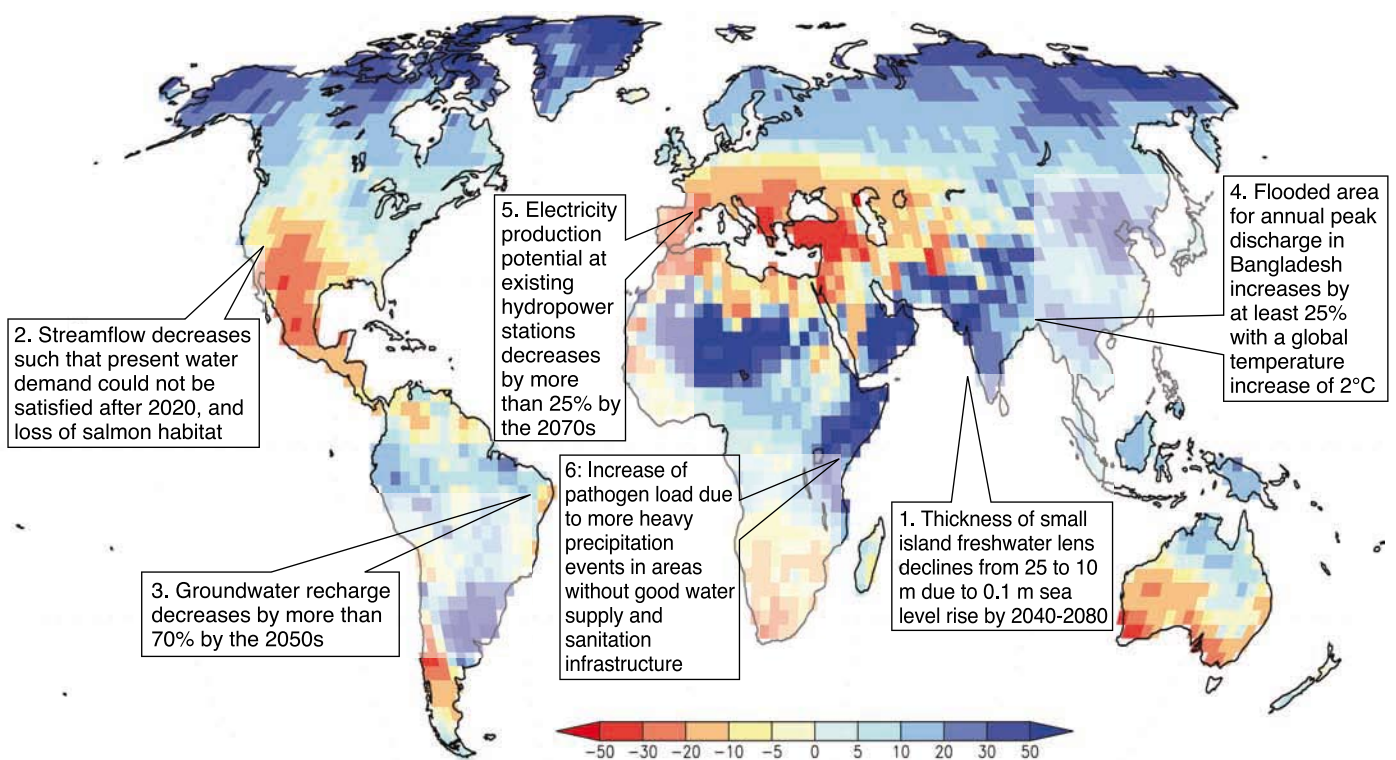 5. Electricity
production
potential at
existing
hydropower
stations
decreases
by more
than 25% by
the 2070s
4. Flooded area
for annual peak
discharge in
Bangladesh
increases by
at least 25%
with a global
temperature
increase of 2°C
2. Streamflow decreases
such that present water
demand could not be
satisfied after 2020, and
loss of salmon habitat
6: Increase of
pathogen load due
to more heavy
precipitation
events in areas
without good water
supply and
sanitation
infrastructure
1. Thickness of small
island freshwater lens
declines from 25 to 10
m due to 0.1 m sea
level rise by 2040-2080
3. Groundwater recharge
decreases by more than
70% by the 2050s
−50 −30 −20 −10 −5 0 5 10 20 30 50